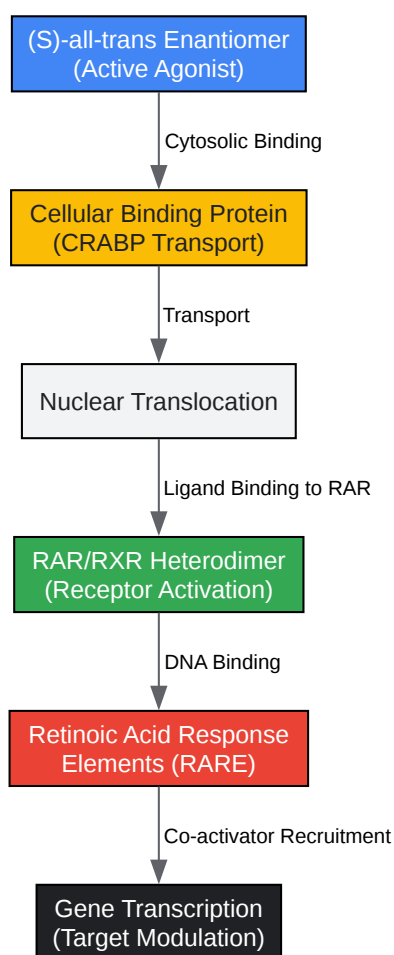 (S)-all-trans Enantiomer
(Active Agonist)
Cytosolic Binding
Cellular Binding Protein
(CRABP Transport)
Transport
Nuclear Translocation
Ligand Binding to RAR
RAR/RXR Heterodimer
(Receptor Activation)
DNA Binding
Retinoic Acid Response
Elements (RARE)
Co-activator Recruitment
Gene Transcription
(Target Modulation)